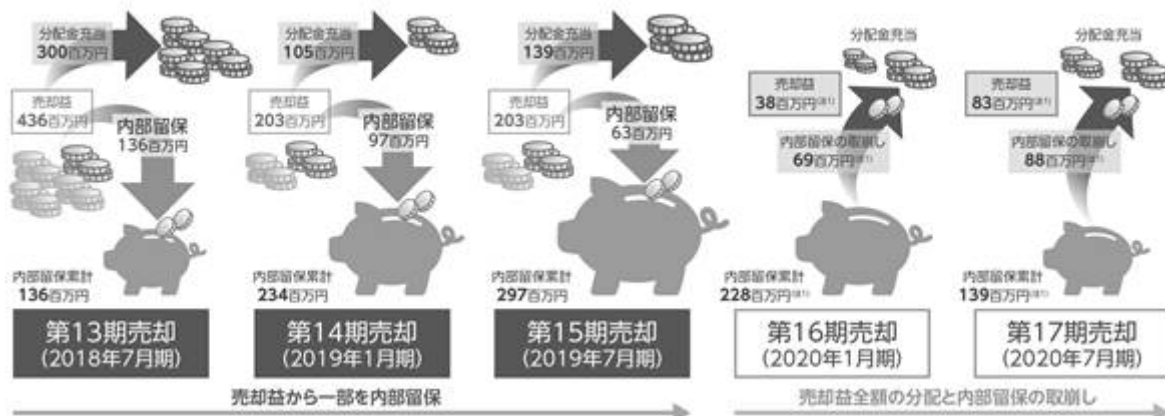 分配金充当
300百万円
売却益
436百万円
内部留保
136百万円
内部留保累計
136百万円
第13期売却
(2018年7月期)
分配金充当
105百万円
売却益
203百万円
内部留保
97百万円
内部留保累計
234百万円
第14期売却
(2019年1月期)
分配金充当
139百万円
売却益
203百万円
内部留保
63百万円
内部留保累計
297百万円
第15期売却
(2019年7月期)
分配金充当
売却益
38百万円(注1)
内部留保の取崩し
69百万円(注1)
内部留保累計
228百万円(注1)
第16期売却
(2020年1月期)
分配金充当
売却益
83百万円(注1)
内部留保の取崩し
88百万円(注1)
内部留保累計
139百万円(注1)
第17期売却
(2020年7月期)
売却益から一部を内部留保
売却益全額の分配と内部留保の取崩し